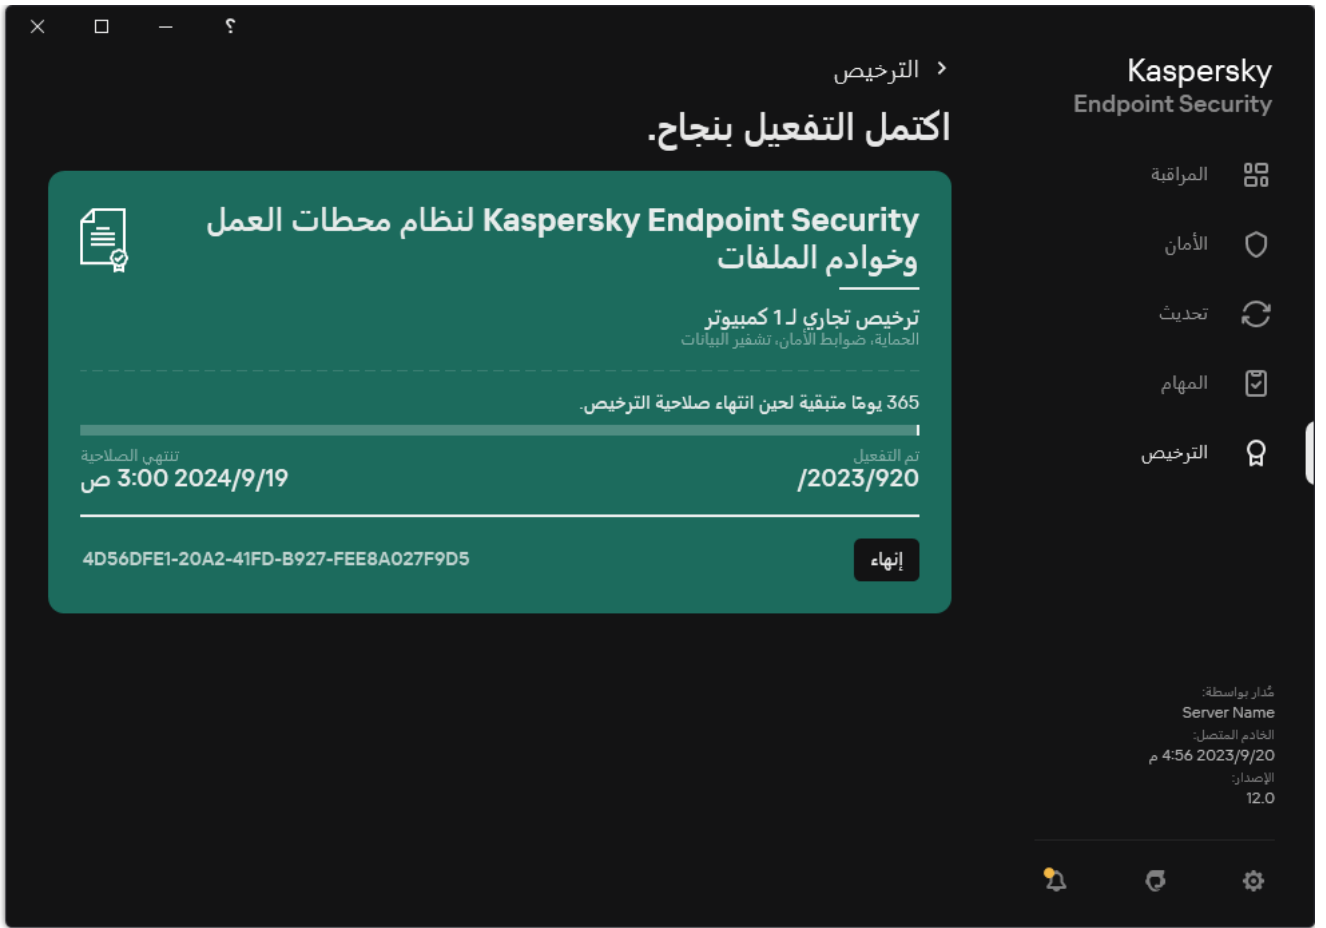 ؟
Kaspersky
Endpoint Security
المراقبة
الأمان
تحديث
المهام
الترخيص
مُدار بواسطة:
Server Name
الخادم المتصل:
2023/9/20 4:56 م
الإصدار:
12.0
الترخيص
اكتمل التفعيل بنجاح.
Kaspersky Endpoint Security لنظام محطات العمل
وخوادم الملفات
ترخيص تجاري لـ 1 كمبيوتر
الحماية، ضوابط الأمان، تشفير البيانات
365 يومًا متبقية لحين انتهاء صلاحية الترخيص.
تم التفعيل
/2023/920
تنتهي الصلاحية
2024/9/19 3:00 ص
إنهاء
4D56DFE1-20A2-41FD-B927-FEE8A027F9D5